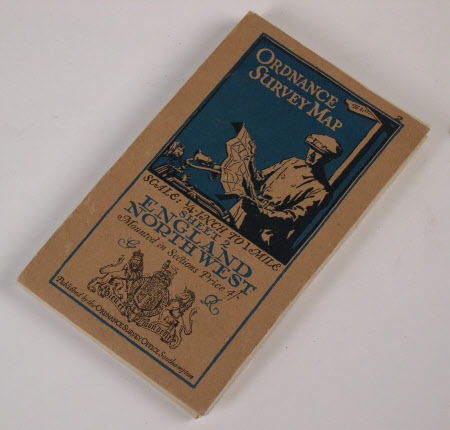 ORDNANCE
SURVEY MAP
SCALE: ¼ INCH TO 1 MILE
SHEET 2
ENGLAND
NORTH WEST
Mounted in Sections Price 4/
G R
Published by the ORDNANCE SURVEY OFFICE, Southampton